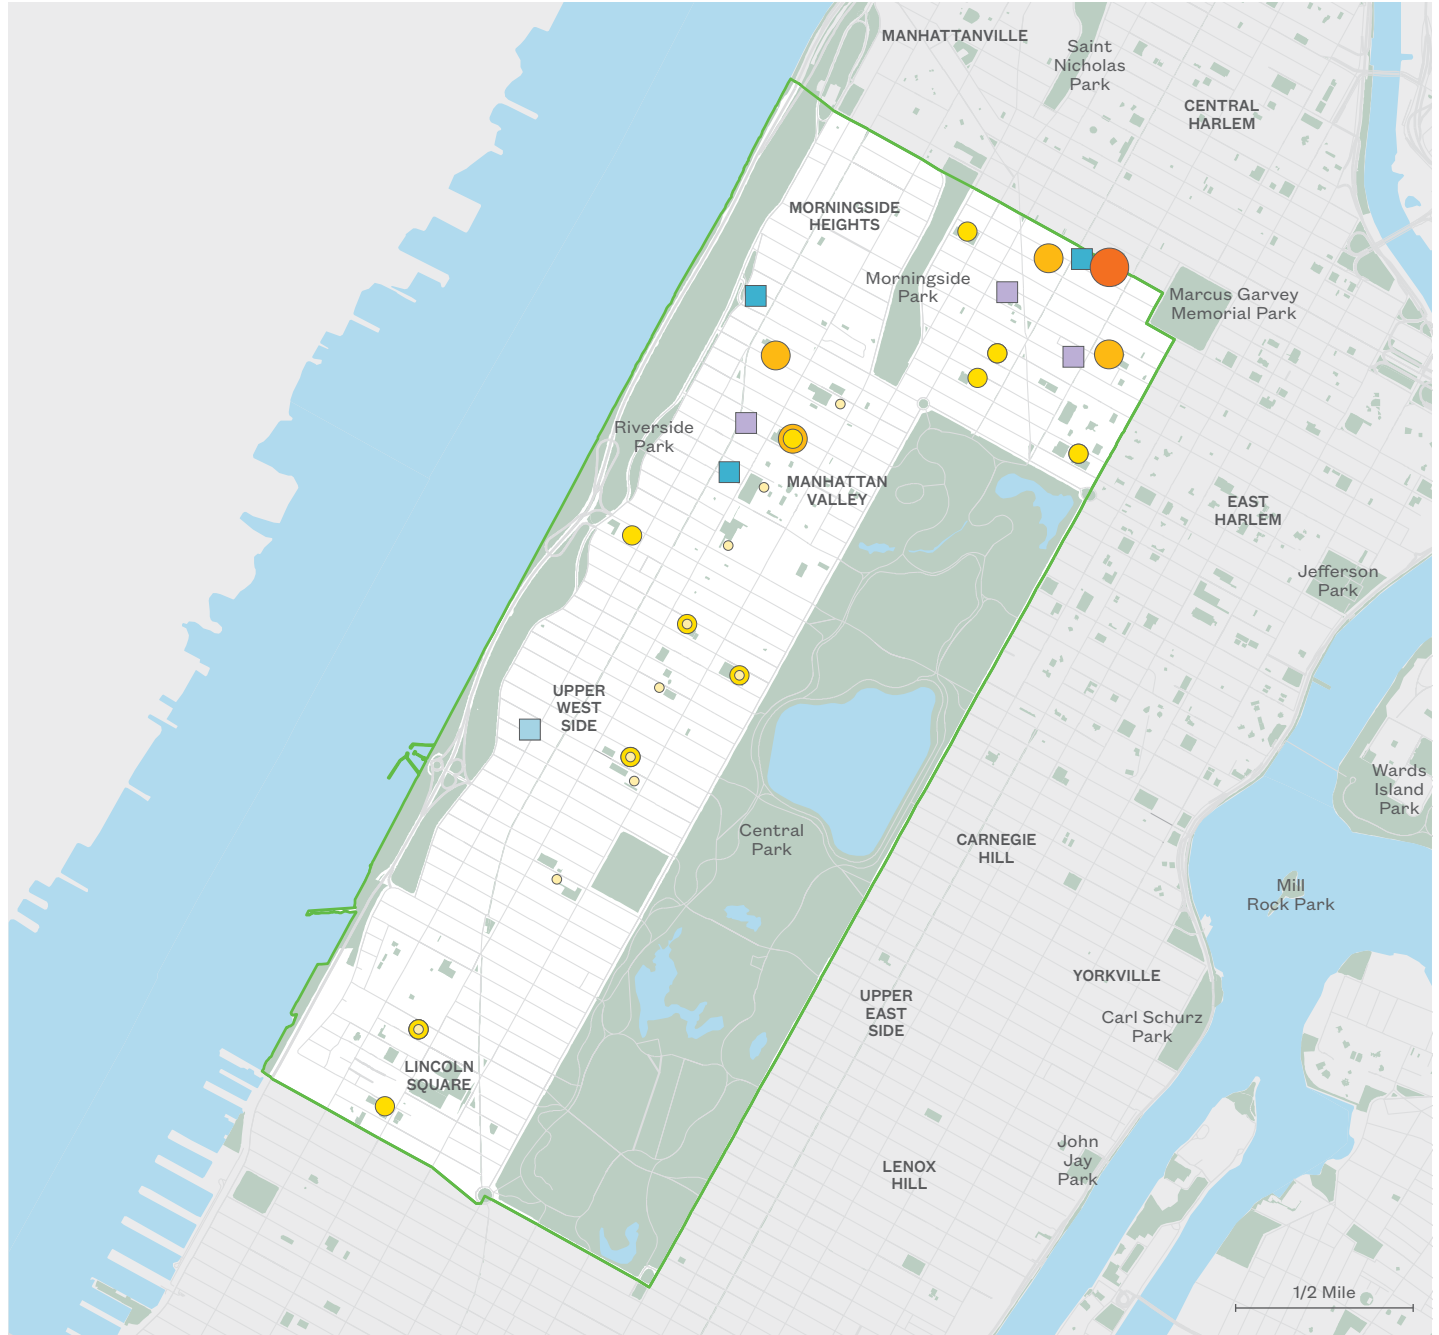 MANHATTANVILLE
Saint
Nicholas
Park
CENTRAL
HARLEM
MORNINGSIDE
HEIGHTS
Morningside
Park
Marcus Garvey
Memorial Park
Riverside
Park
MANHATTAN
VALLEY
EAST
HARLEM
Jefferson
Park
UPPER
WEST
SIDE
Wards
Island
Park
Central
Park
CARNEGIE
HILL
Mill
Rock Park
YORKVILLE
UPPER
EAST
SIDE
Carl Schurz
Park
LINCOLN
SQUARE
John
Jay
Park
LENOX
HILL
1/2 Mile